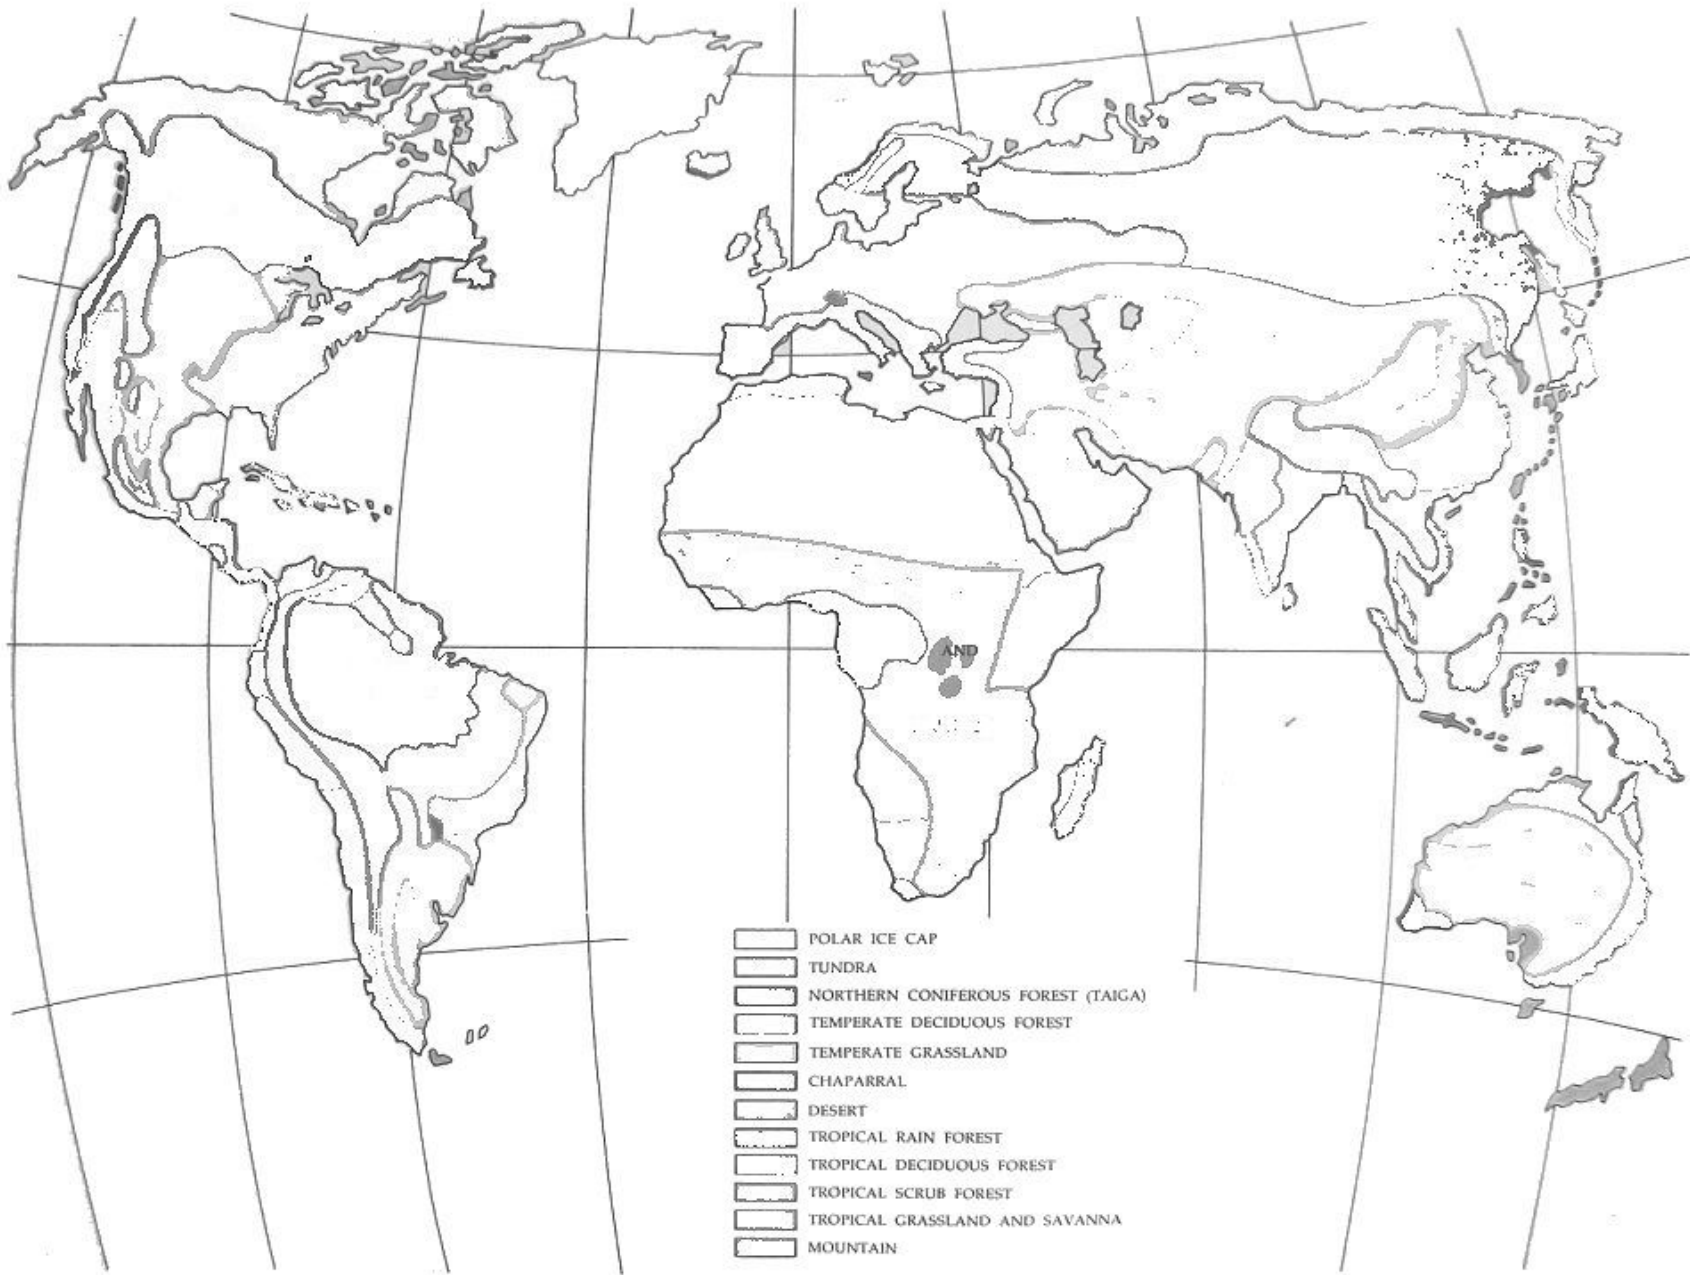 AND
POLAR ICE CAP
TUNDRA
NORTHERN CONIFEROUS FOREST (TAIGA)
TEMPERATE DECIDUOUS FOREST
TEMPERATE GRASSLAND
CHAPARRAL
DESERT
TROPICAL RAIN FOREST
TROPICAL DECIDUOUS FOREST
TROPICAL SCRUB FOREST
TROPICAL GRASSLAND AND SAVANNA
MOUNTAIN